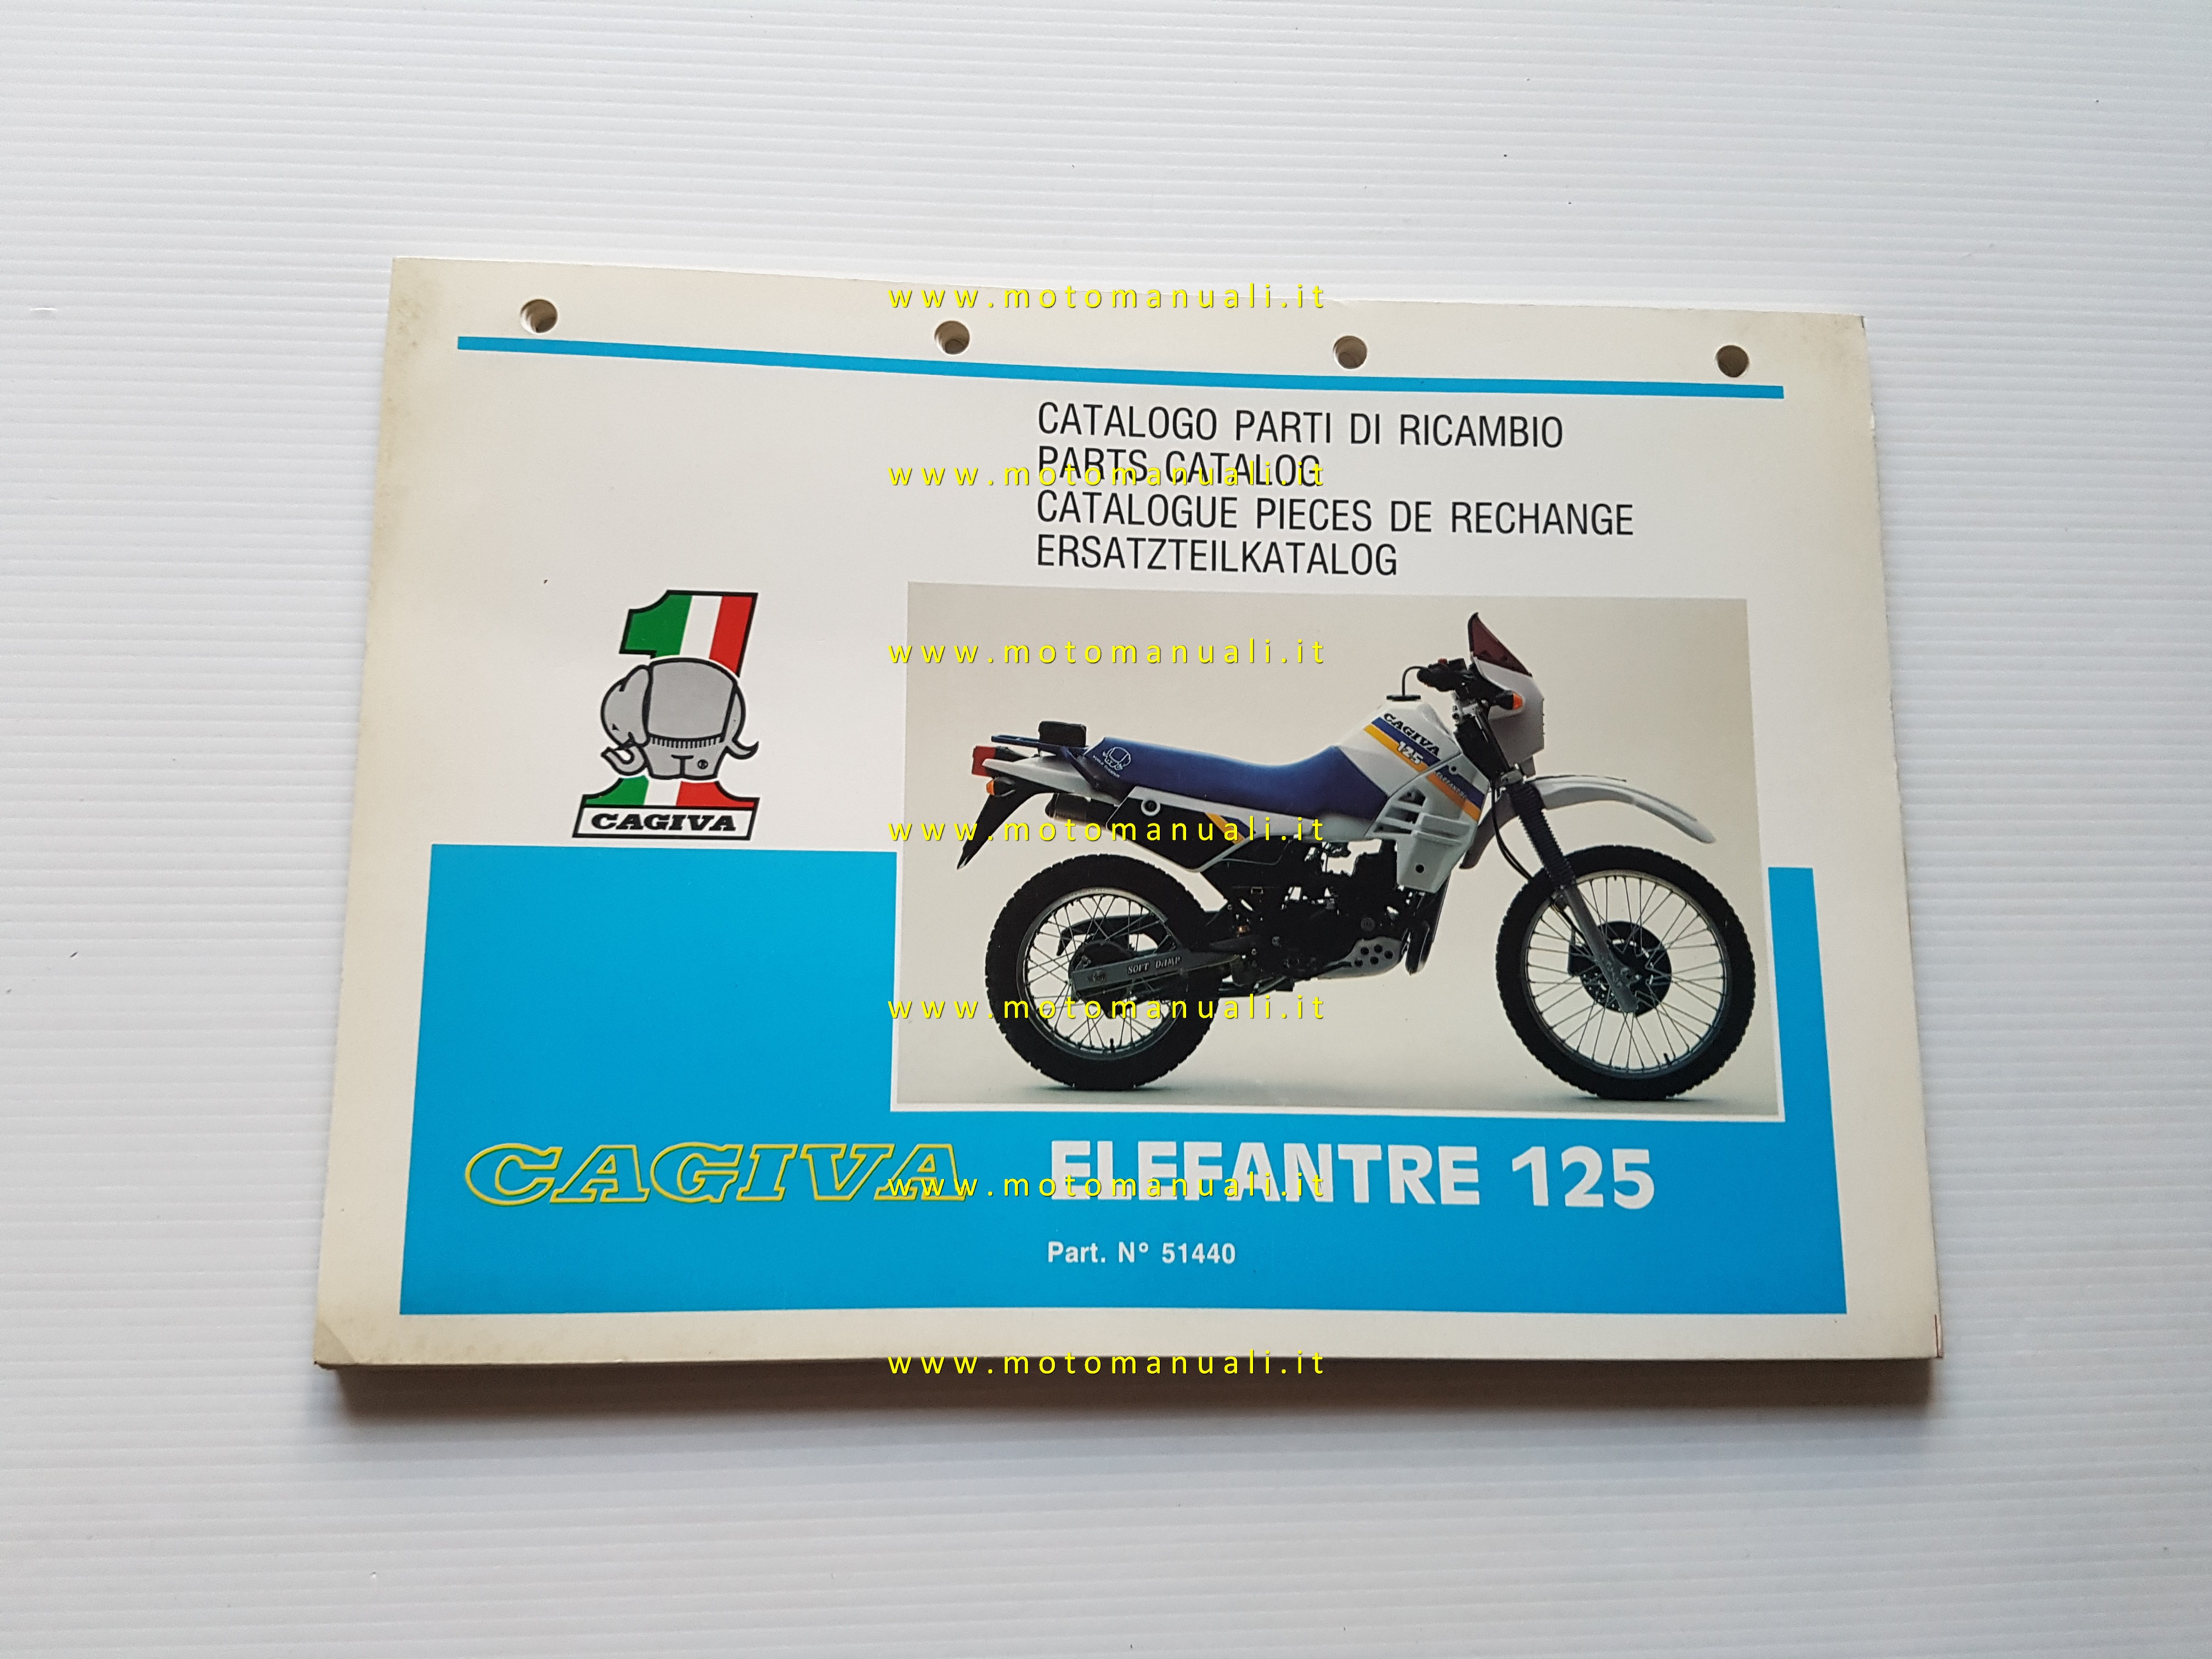 www.motomanuali.it
CATALOGO PARTI DI RICAMBIO
PARTS CATALOG
www.motomanuali.it
CATALOGUE PIECES DE RECHANGE
ERSATZTEILKATALOG
1
www.motomanuali.it
CAGIVA
125
CAGIVA
www.motomanuali.it
SOFT DAMP
www.motomanuali.it
CAGIVA ELEFANTRE 125
www.motomanuali.it
Part. N° 51440
www.motomanuali.it